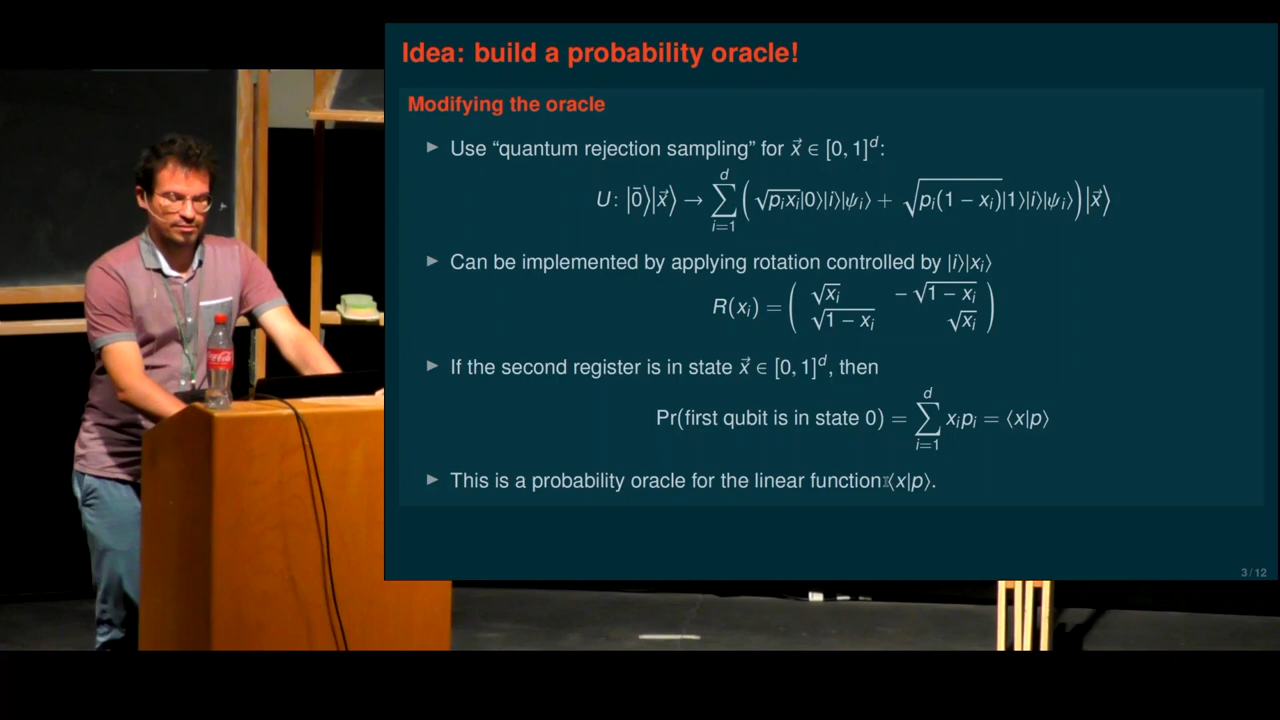 Idea: build a probability oracle!
Modifying the oracle
► Use “quantum rejection sampling” for x⃗ ∈ [0, 1]^d:
U: |0̄⟩|x⃗⟩ → ∑_{i=1}^{d} ( √(p_i x_i)|0⟩|i⟩|ψ_i⟩ + √(p_i(1 − x_i))|1⟩|i⟩|ψ_i⟩ )|x⃗⟩
► Can be implemented by applying rotation controlled by |i⟩|x_i⟩
R(x_i) = ( √x_i −√(1 − x_i)
√(1 − x_i) √x_i )
► If the second register is in state x⃗ ∈ [0, 1]^d, then
Pr(first qubit is in state 0) = ∑_{i=1}^{d} x_i p_i = ⟨x|p⟩
► This is a probability oracle for the linear function ⟨x|p⟩.
3 / 12
Coca-Cola